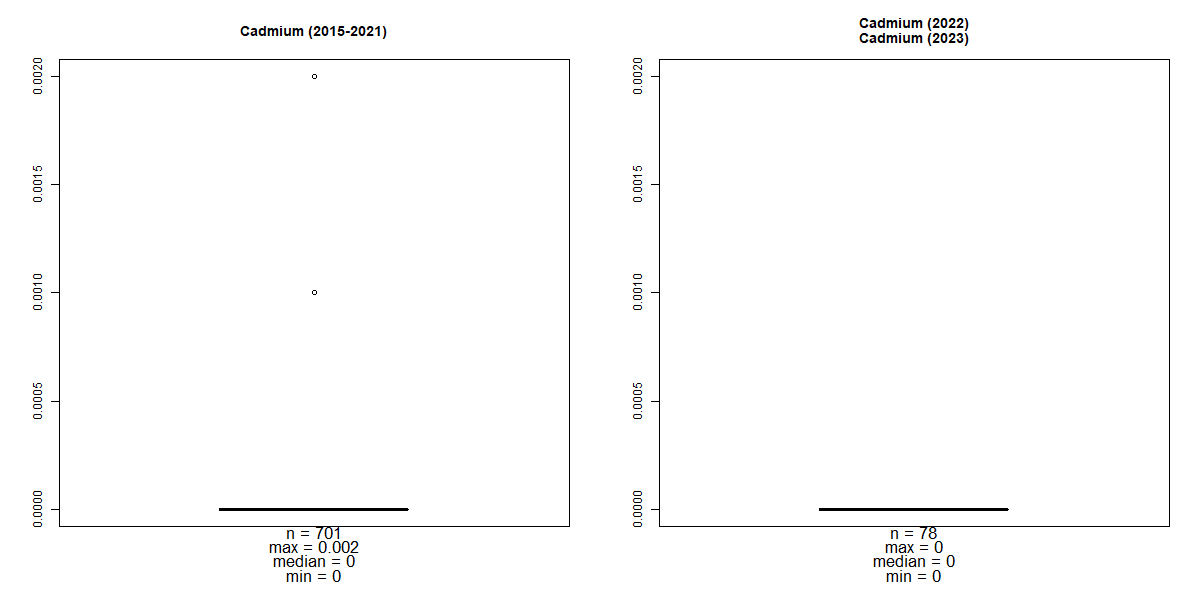 Cadmium (2015-2021)
0.0020
0.0015
0.0010
0.0005
0.0000
n = 701
max = 0.002
median = 0
min = 0
Cadmium (2022)
Cadmium (2023)
0.0020
0.0015
0.0010
0.0005
0.0000
n = 78
max = 0
median = 0
min = 0